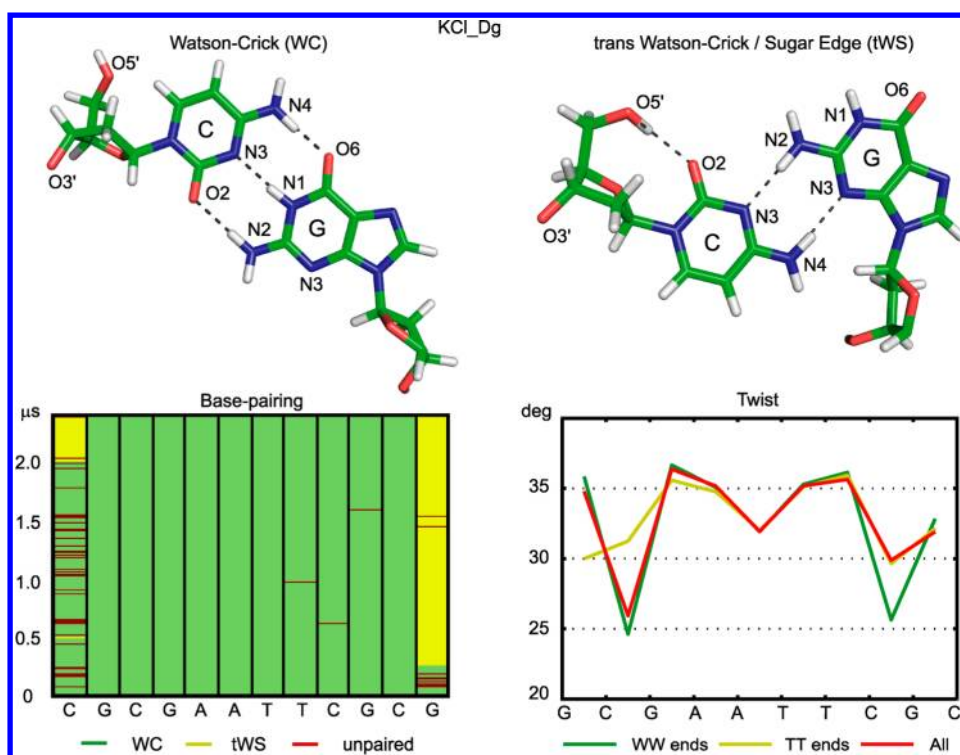 KCl_Dg
Watson-Crick (WC)
trans Watson-Crick / Sugar Edge (tWS)
O5'
N4
C
N3
O6
O3'
O2
N1
N2
G
N3
O5'
O6
N1
N2
O2
G
N3
N3
O3'
C
N4
Base-pairing
μs
2.0
1.5
1.0
0.5
0
C G C G A A T T C G C G
WC tWS unpaired
Twist
deg
35
30
25
20
G C G A A T T C G C
WW ends TT ends All